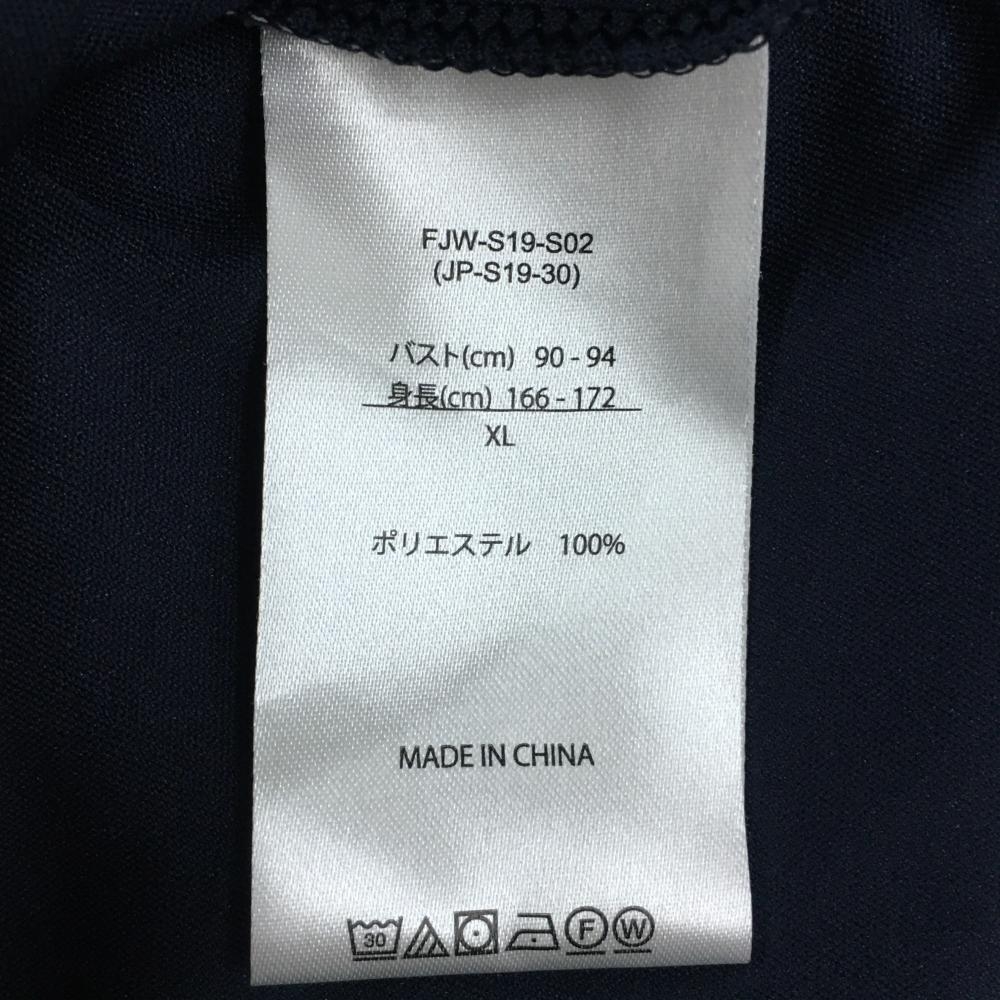 FJW-S19-S02
(JP-S19-30)
バスト(cm) 90 - 94
身長(cm) 166 - 172
XL
ポリエステル 100%
MADE IN CHINA
30 F W